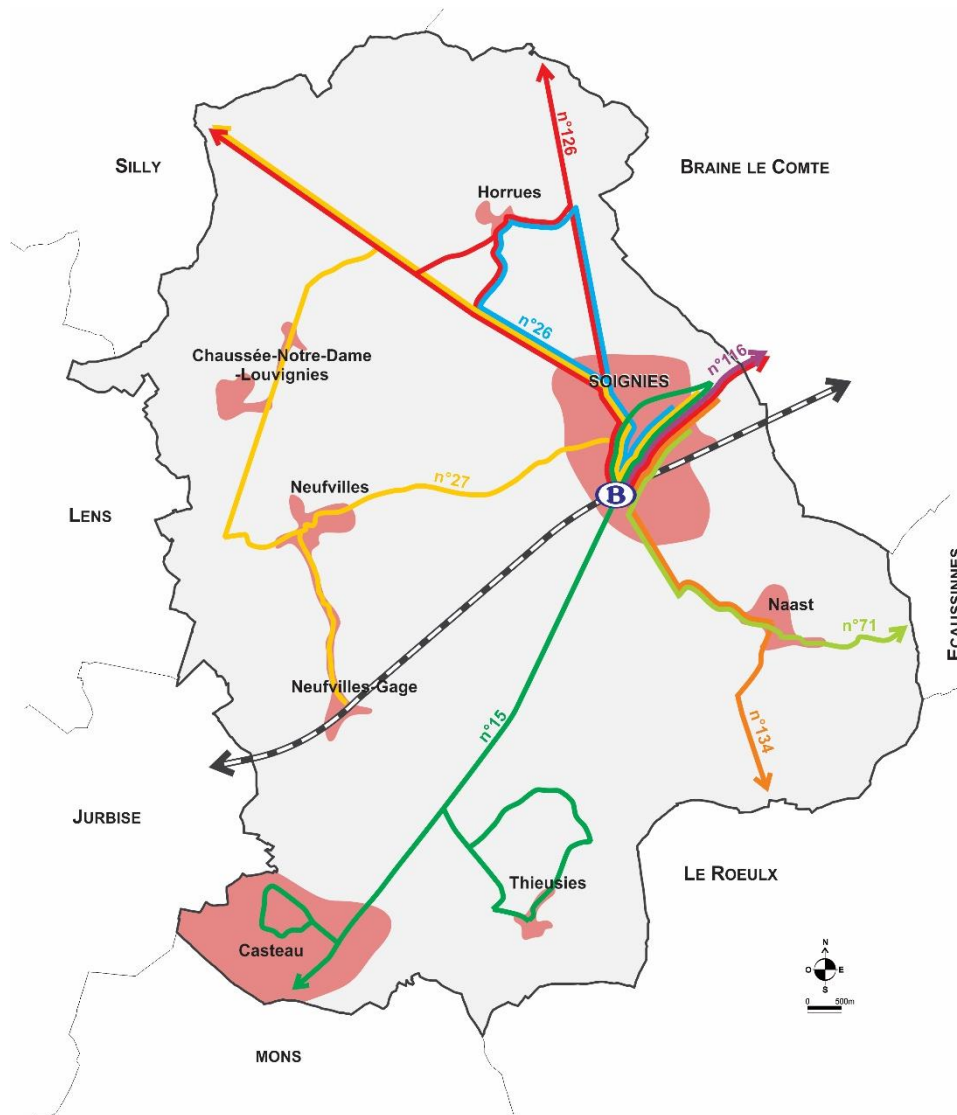 n°126
SILLY
BRAINE LE COMTE
Horrues
n°26
n°116
Chaussée-Notre-Dame
-Louvignies
SOIGNIES
n°27
Neufvilles
B
LENS
ECAUSSINNES
Naast
n°71
Neufvilles-Gage
n°15
n°134
JURBISE
Thieusies
LE ROEULX
Casteau
N
O E
S
0 500m
MONS